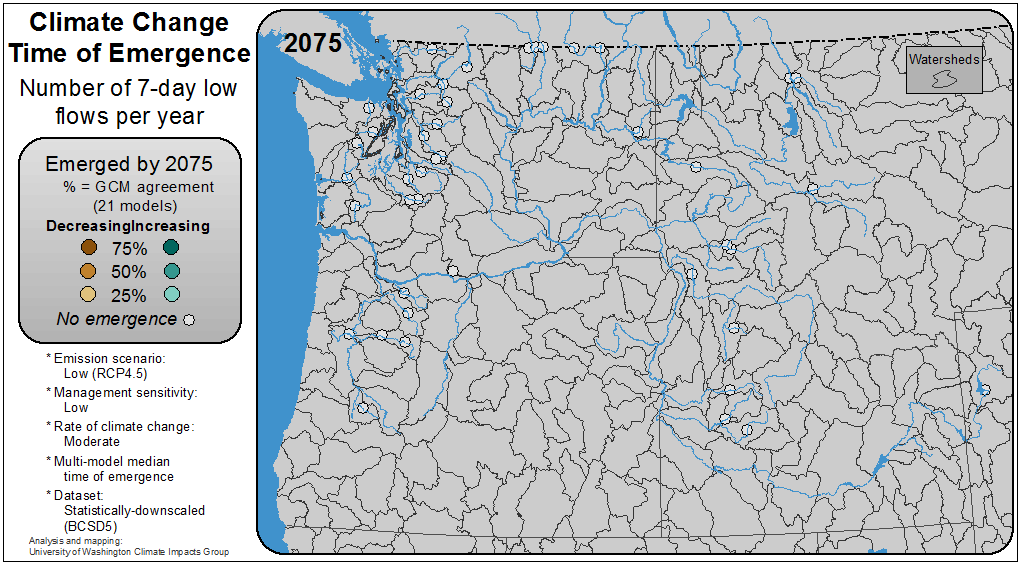 Climate Change
Time of Emergence
Number of 7-day low
flows per year
Emerged by 2075
% = GCM agreement
(21 models)
DecreasingIncreasing
75%
50%
25%
No emergence
* Emission scenario:
Low (RCP4.5)
* Management sensitivity:
Low
* Rate of climate change:
Moderate
* Multi-model median
time of emergence
* Dataset:
Statistically-downscaled
(BCSD5)
Analysis and mapping:
University of Washington Climate Impacts Group
2075
Watersheds